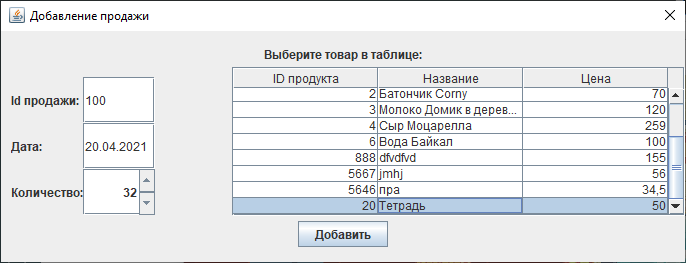 Добавление продажи
Выберите товар в таблице:
ID продукта Название Цена
2 Батончик Corny 70
3 Молоко Домик в дерев... 120
4 Сыр Моцарелла 259
6 Вода Байкал 100
888 dfvdfvd 155
5667 jmhj 56
5646 пра 34,5
20 Тетрадь 50
Id продажи: 100
Дата: 20.04.2021
Количество: 32
Добавить